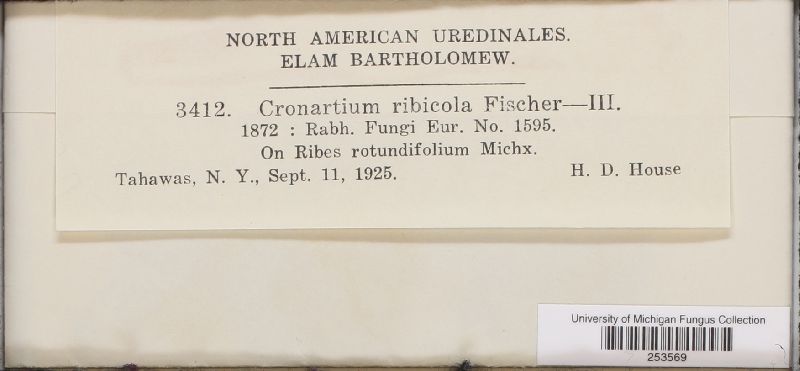 NORTH AMERICAN UREDINALES.
ELAM BARTHOLOMEW.
3412. Cronartium ribicola Fischer—III.
1872 : Rabh. Fungi Eur. No. 1595.
On Ribes rotundifolium Michx.
Tahawas, N. Y., Sept. 11, 1925. H. D. House
University of Michigan Fungus Collection
253569